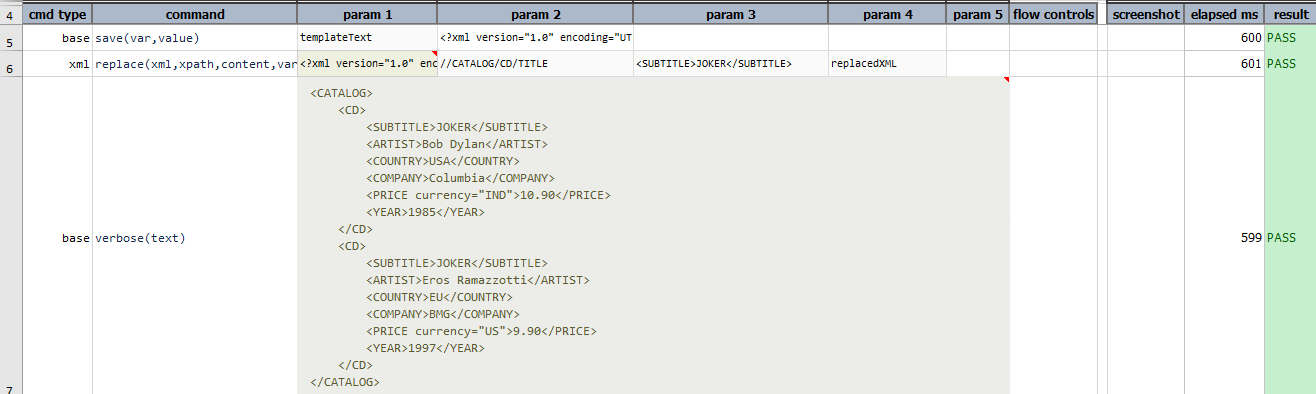 4 cmd type command param 1 param 2 param 3 param 4 param 5 flow controls screenshot elapsed ms result
5 base save(var,value) templateText <?xml version="1.0" encoding="UT 600 PASS
6 xml replace(xml,xpath,content,var <?xml version="1.0" enc //CATALOG/CD/TITLE <SUBTITLE>JOKER</SUBTITLE> replacedXML 601 PASS
<CATALOG>
<CD>
<SUBTITLE>JOKER</SUBTITLE>
<ARTIST>Bob Dylan</ARTIST>
<COUNTRY>USA</COUNTRY>
<COMPANY>Columbia</COMPANY>
<PRICE currency="IND">10.90</PRICE>
<YEAR>1985</YEAR>
</CD>
base verbose(text) 599 PASS
<CD>
<SUBTITLE>JOKER</SUBTITLE>
<ARTIST>Eros Ramazzotti</ARTIST>
<COUNTRY>EU</COUNTRY>
<COMPANY>BMG</COMPANY>
<PRICE currency="US">9.90</PRICE>
<YEAR>1997</YEAR>
</CD>
</CATALOG>
7